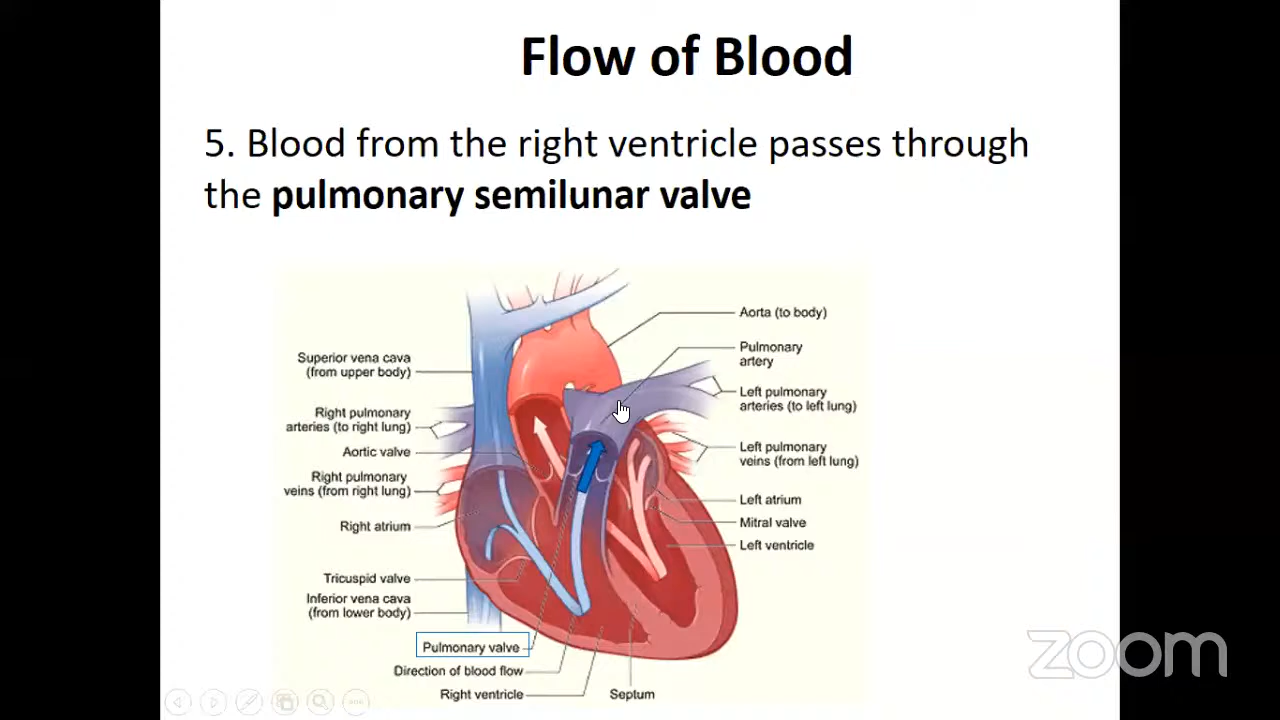 Flow of Blood
5. Blood from the right ventricle passes through
the pulmonary semilunar valve
Aorta (to body)
Pulmonary
artery
Superior vena cava
(from upper body)
Left pulmonary
arteries (to left lung)
Right pulmonary
arteries (to right lung)
Aortic valve
Left pulmonary
veins (from left lung)
Right pulmonary
veins (from right lung)
Left atrium
Right atrium
Mitral valve
Left ventricle
Tricuspid valve
Inferior vena cava
(from lower body)
Pulmonary valve
Direction of blood flow
Right ventricle
Septum
zoom